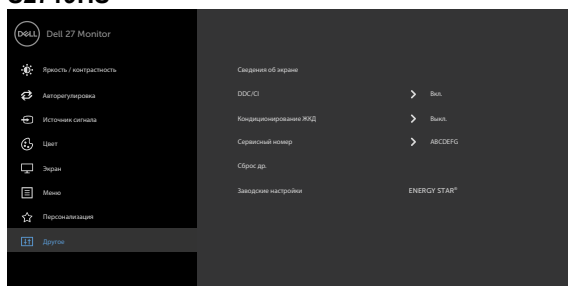 DELL
Dell 27 Monitor
Яркость / контрастность
Авторегулировка
Источник сигнала
Цвет
Экран
Меню
Персонализация
Другое
Сведения об экране
DDC/CI Вкл.
Кондиционирование ЖКД Выкл.
Сервисный номер ABCDEFG
Сброс др.
Заводские настройки ENERGY STAR®